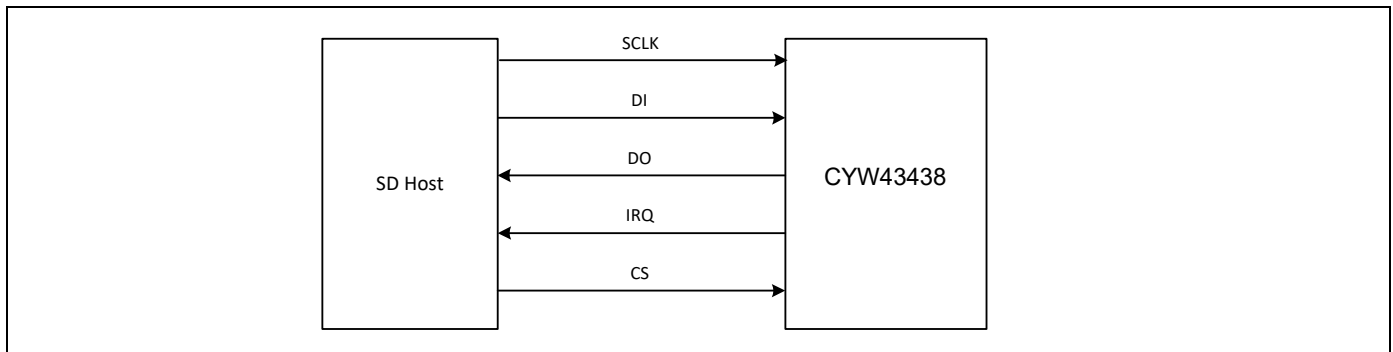 SCLK
DI
DO
SD Host
CYW43438
IRQ
CS